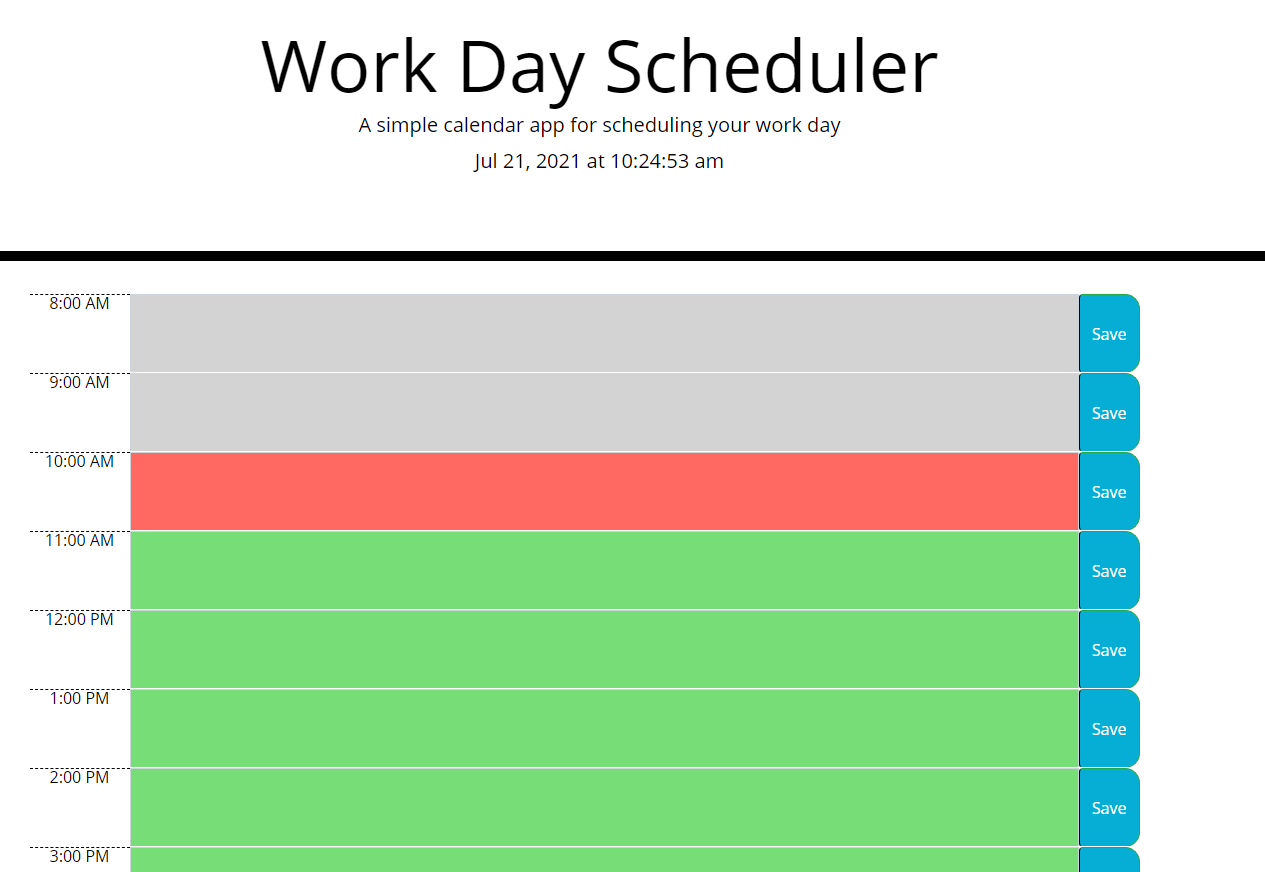 Work Day Scheduler
A simple calendar app for scheduling your work day
Jul 21, 2021 at 10:24:53 am
8:00 AM Save
9:00 AM Save
10:00 AM Save
11:00 AM Save
12:00 PM Save
1:00 PM Save
2:00 PM Save
3:00 PM